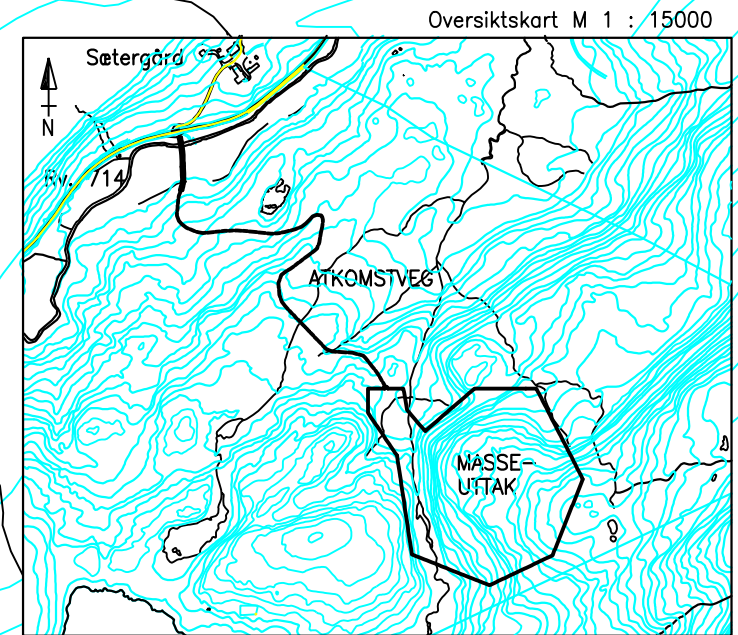 Oversiktskart M 1 : 15000
Sætergård
N
Rv. 714
ATKOMSTVEG
MASSE-
UTTAK